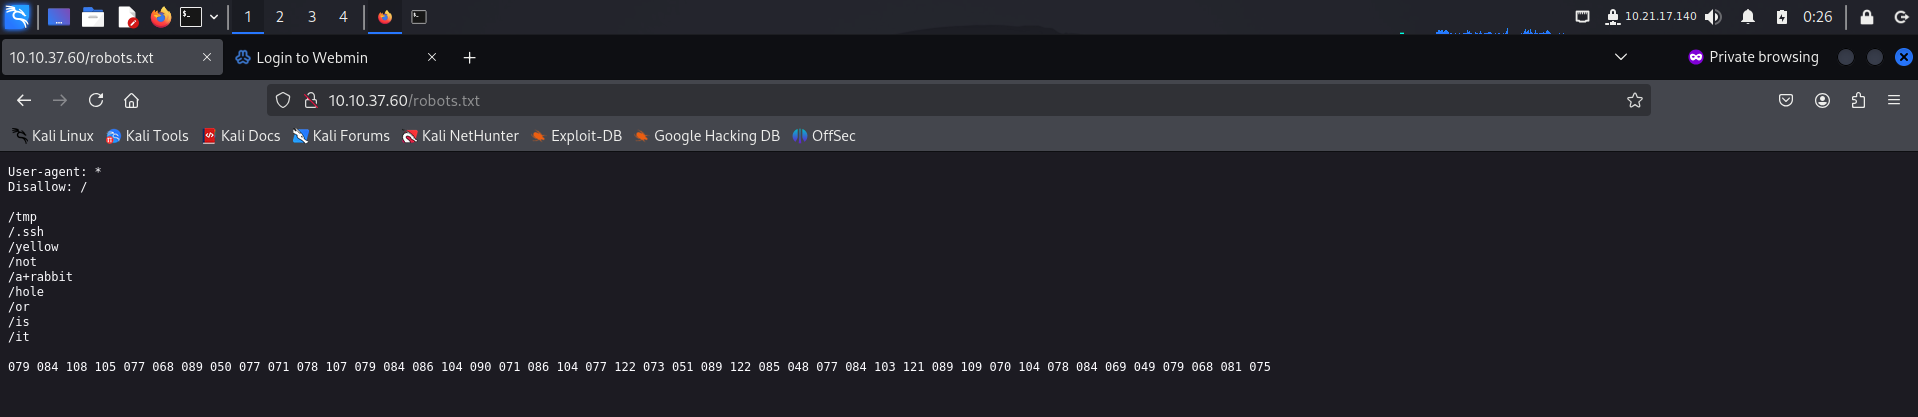 1 2 3 4 10.21.17.140 0:26
10.10.37.60/robots.txt Login to Webmin Private browsing
10.10.37.60/robots.txt
Kali Linux Kali Tools Kali Docs Kali Forums Kali NetHunter Exploit-DB Google Hacking DB OffSec
User-agent: *
Disallow: /
/tmp
/.ssh
/yellow
/not
/a+rabbit
/hole
/or
/is
/it
079 084 108 105 077 068 089 050 077 071 078 107 079 084 086 104 090 071 086 104 077 122 073 051 089 122 085 048 077 084 103 121 089 109 070 104 078 084 069 049 079 068 081 075